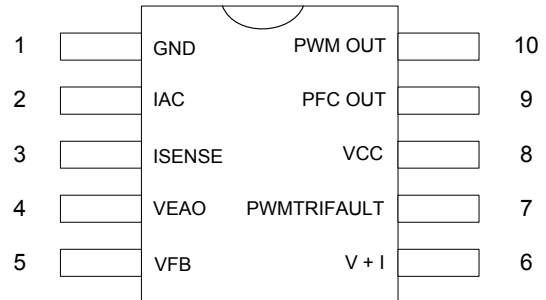 1 GND PWM OUT 10
2 IAC PFC OUT 9
3 ISENSE VCC 8
4 VEAO PWMTRIFAULT 7
5 VFB V + I 6